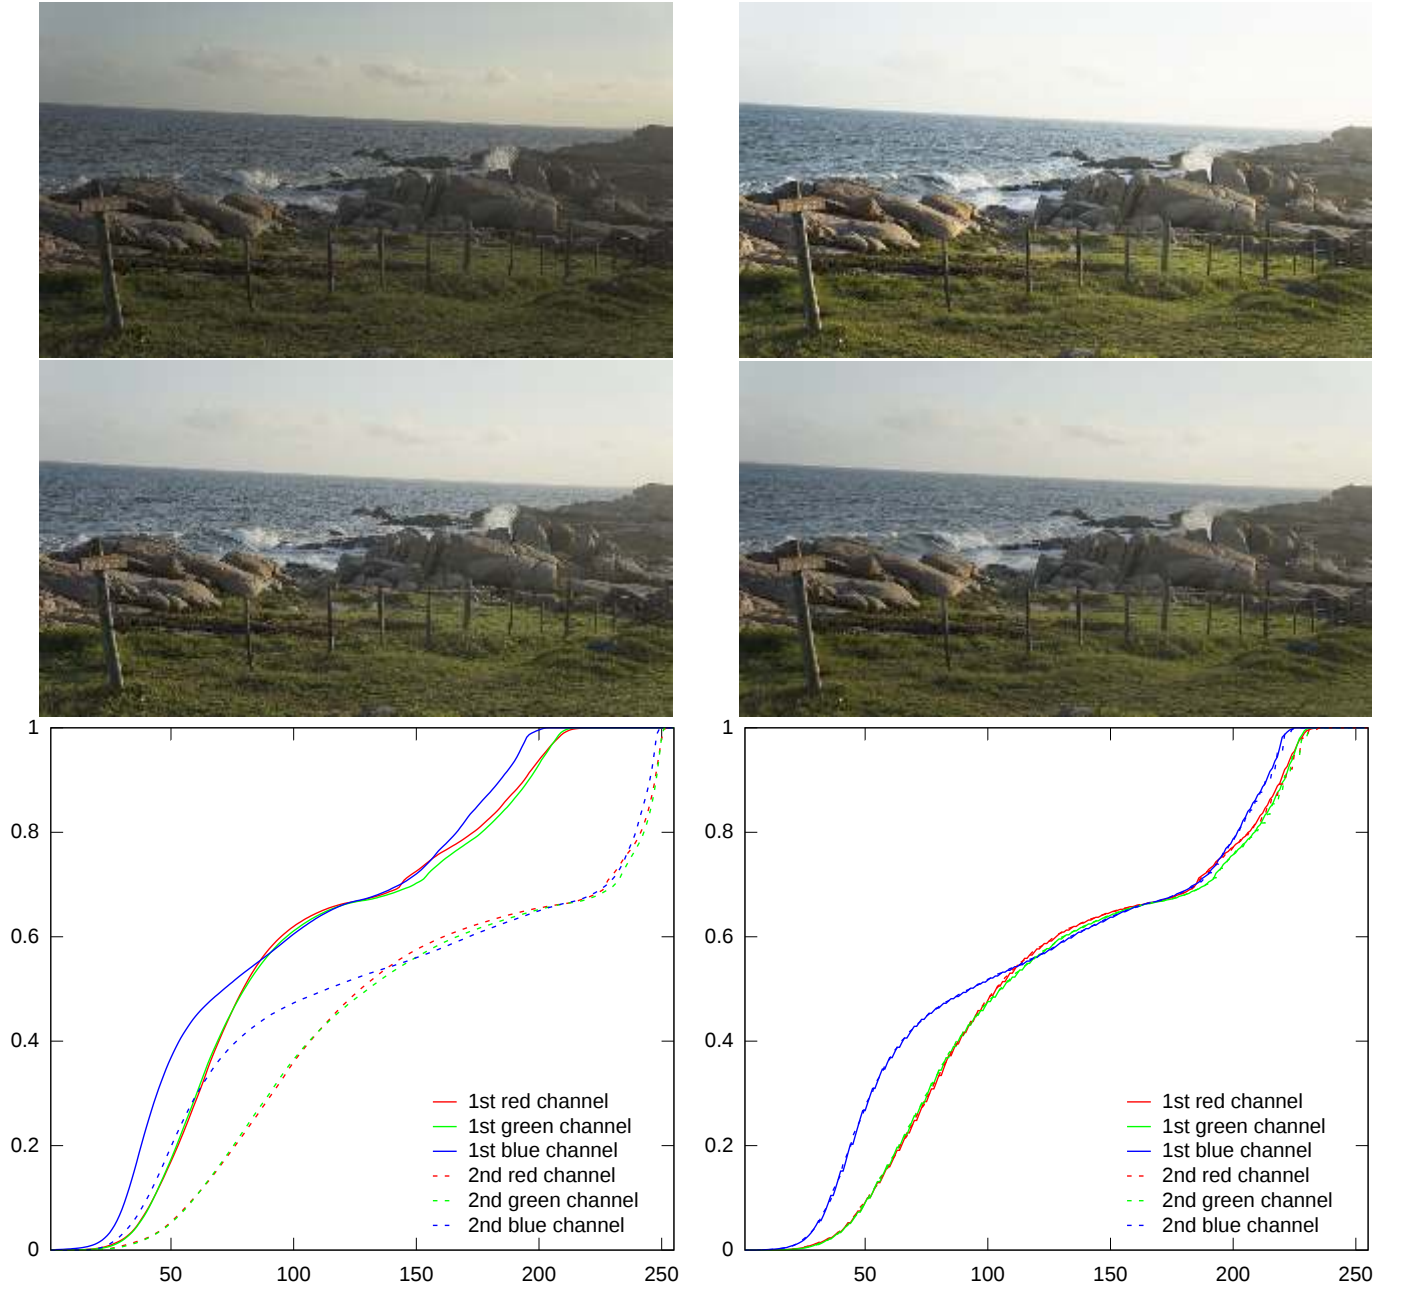 1
0.8
0.6
0.4
0.2
0
50 100 150 200 250
1st red channel
1st green channel
1st blue channel
2nd red channel
2nd green channel
2nd blue channel
1
0.8
0.6
0.4
0.2
0
50 100 150 200 250
1st red channel
1st green channel
1st blue channel
2nd red channel
2nd green channel
2nd blue channel